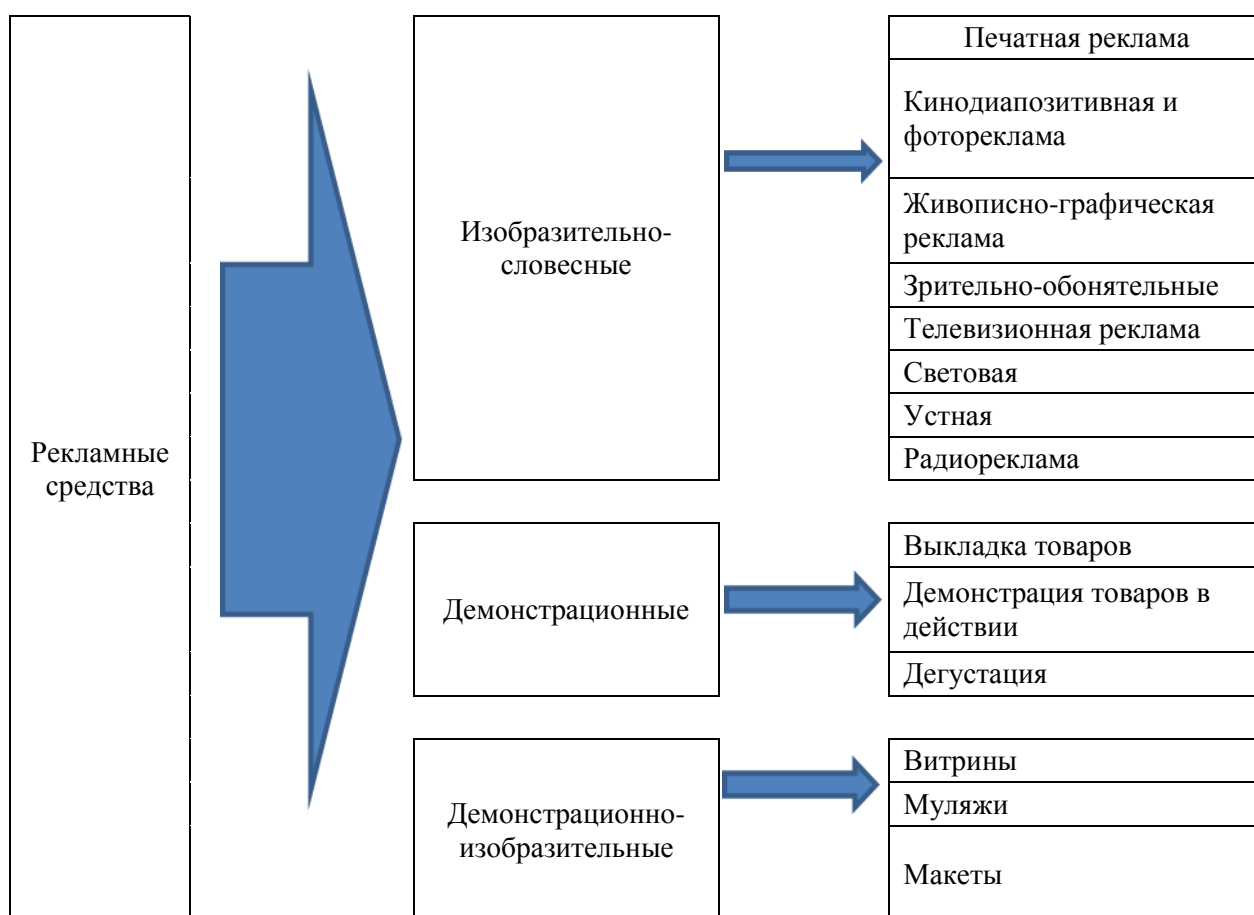 Рекламные
средства
Изобразительно-
словесные
Печатная реклама
Кинодиапозитивная и
фотореклама
Живописно-графическая
реклама
Зрительно-обонятельные
Телевизионная реклама
Световая
Устная
Радиореклама
Демонстрационные
Выкладка товаров
Демонстрация товаров в
действии
Дегустация
Демонстрационно-
изобразительные
Витрины
Муляжи
Макеты